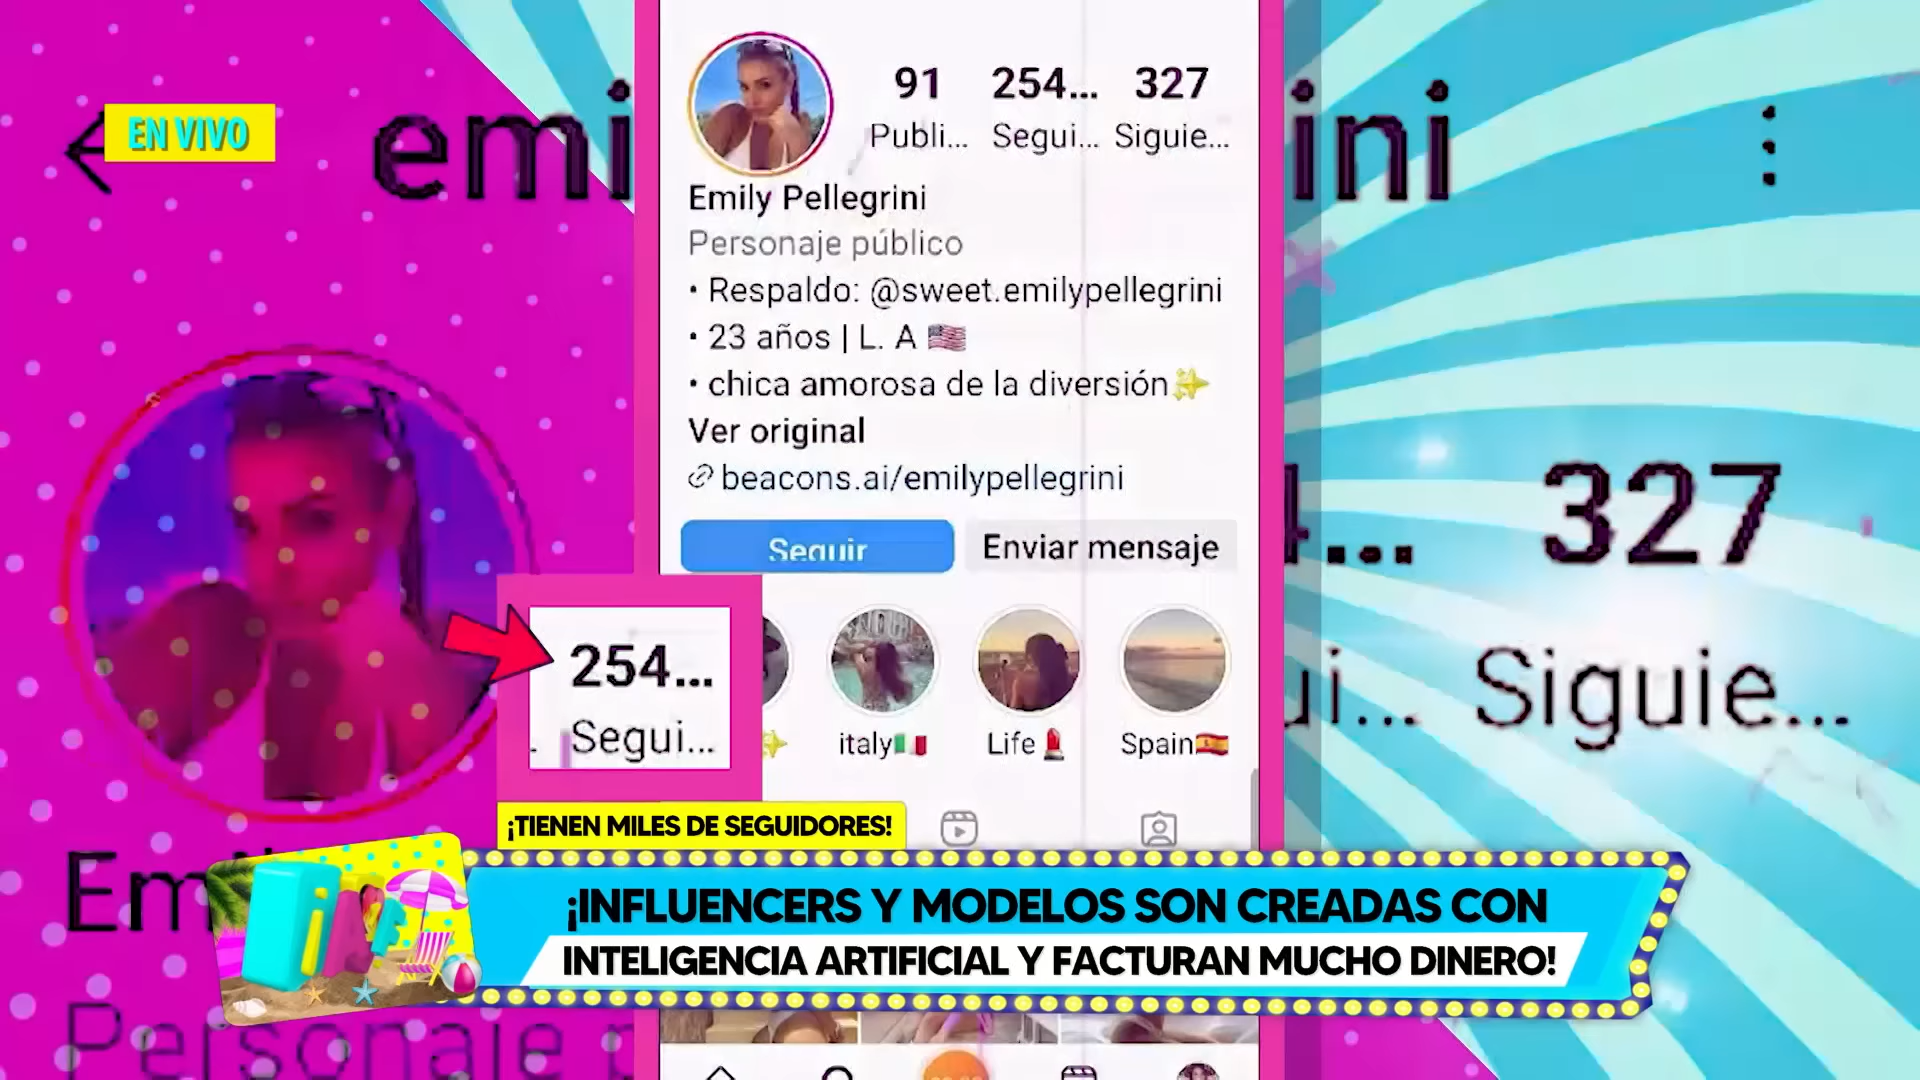 EN VIVO
emi
ini
91 254... 327
Publi... Segui... Siguie...
Emily Pellegrini
Personaje público
• Respaldo: @sweet.emilypellegrini
• 23 años | L. A 🇺🇸
• chica amorosa de la diversión✨
Ver original
beacons.ai/emilypellegrini
Seguir Enviar mensaje
327
Siguie...
254...
Segui...
italy🇮🇹 Life🚨 Spain🇪🇸
¡TIENEN MILES DE SEGUIDORES!
¡INFLUENCERS Y MODELOS SON CREADAS CON
INTELIGENCIA ARTIFICIAL Y FACTURAN MUCHO DINERO!
Em
Personaje p